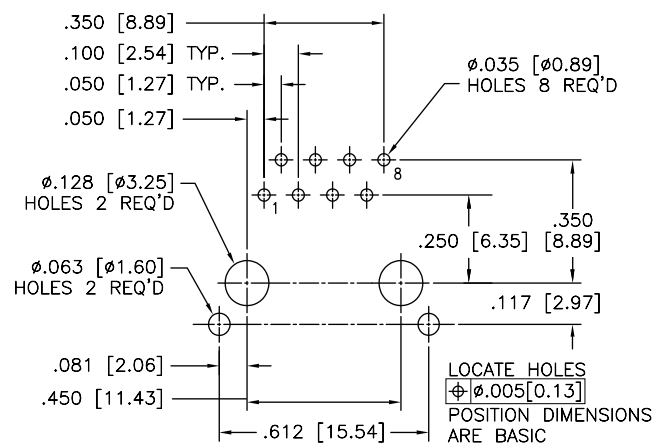 .350 [8.89]
.100 [2.54] TYP.
.050 [1.27] TYP.
.050 [1.27]
ø.035 [ø0.89]
HOLES 8 REQ'D
8
1
ø.128 [ø3.25]
HOLES 2 REQ'D
.350
[8.89]
.250 [6.35]
ø.063 [ø1.60]
HOLES 2 REQ'D
.117 [2.97]
.081 [2.06]
.450 [11.43]
.612 [15.54]
LOCATE HOLES
⌖ ø.005[0.13]
POSITION DIMENSIONS
ARE BASIC